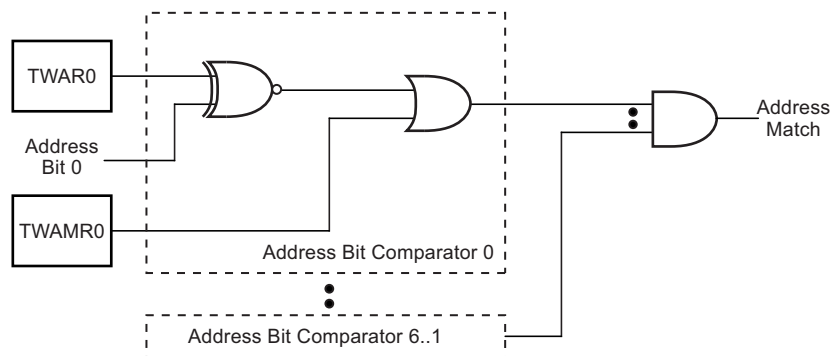 TWAR0
Address
Bit 0
TWAMR0
Address Bit Comparator 0
Address
Match
Address Bit Comparator 6..1